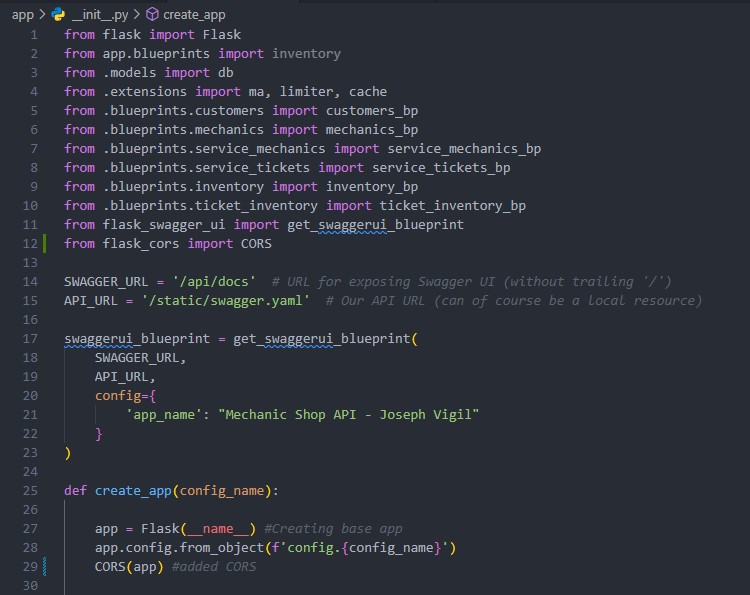 app > __init__.py > create_app
1 from flask import Flask
2 from app.blueprints import inventory
3 from .models import db
4 from .extensions import ma, limiter, cache
5 from .blueprints.customers import customers_bp
6 from .blueprints.mechanics import mechanics_bp
7 from .blueprints.service_mechanics import service_mechanics_bp
8 from .blueprints.service_tickets import service_tickets_bp
9 from .blueprints.inventory import inventory_bp
10 from .blueprints.ticket_inventory import ticket_inventory_bp
11 from flask_swagger_ui import get_swaggerui_blueprint
12 from flask_cors import CORS
13
14 SWAGGER_URL = '/api/docs'  # URL for exposing Swagger UI (without trailing '/')
15 API_URL = '/static/swagger.yaml'  # Our API URL (can of course be a local resource)
16
17 swaggerui_blueprint = get_swaggerui_blueprint(
18     SWAGGER_URL,
19     API_URL,
20     config={
21         'app_name': "Mechanic Shop API - Joseph Vigil"
22     }
23 )
24
25 def create_app(config_name):
26
27     app = Flask(__name__) #Creating base app
28     app.config.from_object(f'config.{config_name}')
29     CORS(app) #added CORS
30